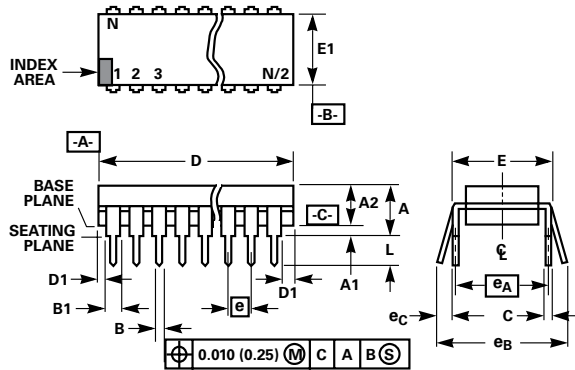 N
E1
INDEX
AREA
1 2 3
N/2
-B-
-A-
D
E
BASE
PLANE
A2
A
-C-
SEATING
PLANE
L
C L
D1
A1
D1
B1
e
eA
B
eC
C
eB
0.010 (0.25) M C A B S